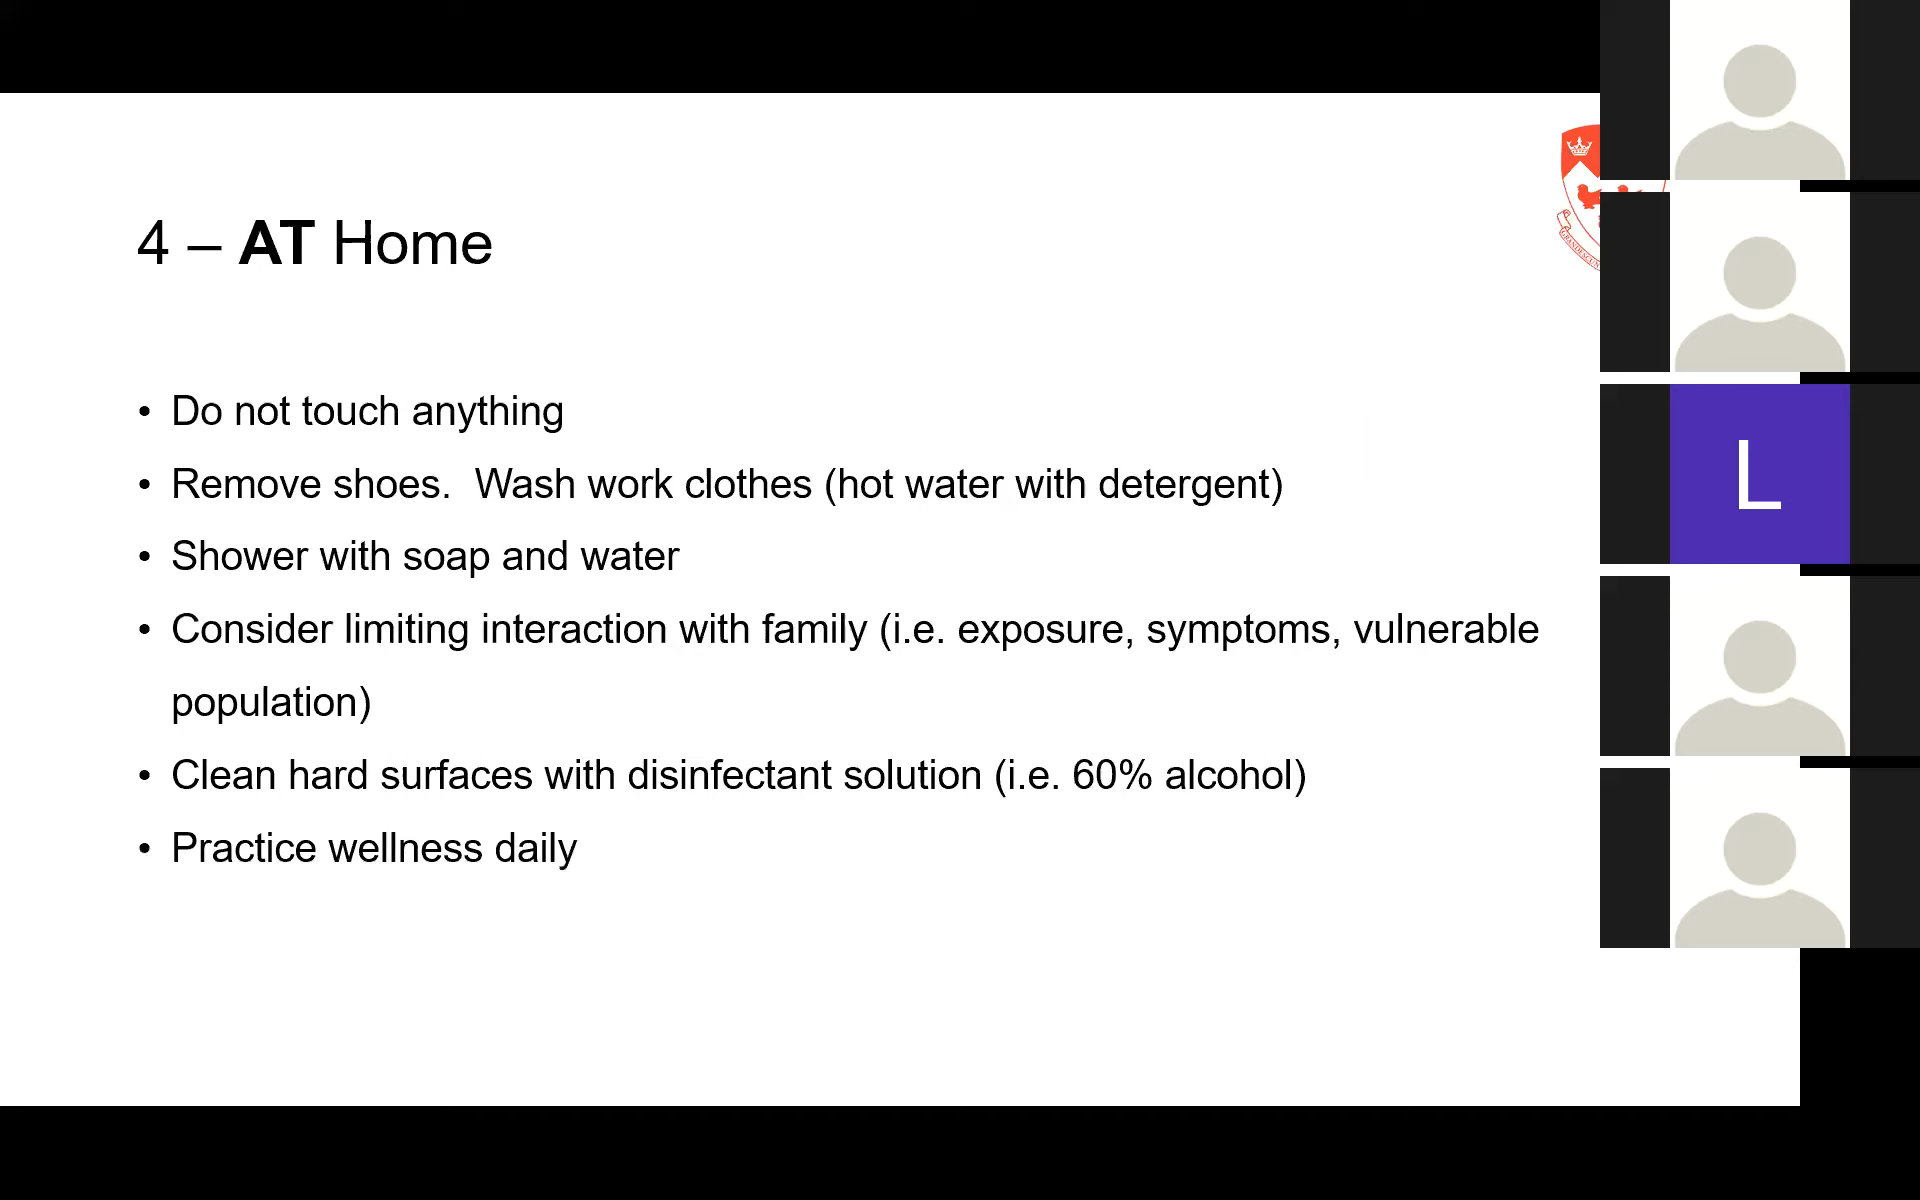 4 – AT Home
• Do not touch anything
• Remove shoes.  Wash work clothes (hot water with detergent)
• Shower with soap and water
• Consider limiting interaction with family (i.e. exposure, symptoms, vulnerable
population)
• Clean hard surfaces with disinfectant solution (i.e. 60% alcohol)
• Practice wellness daily
L